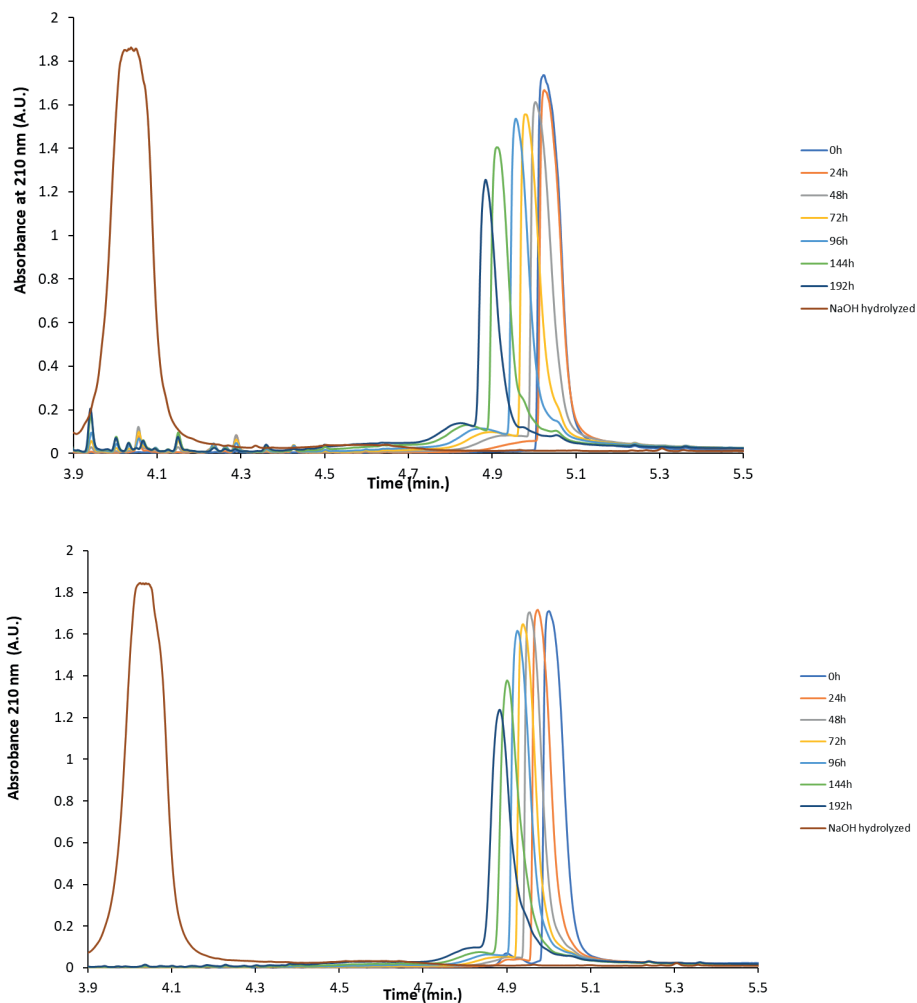 2
1.8
1.6
1.4
1.2
1
0.8
0.6
0.4
0.2
0
Absorbance at 210 nm (A.U.)
3.9 4.1 4.3 4.5 4.7 4.9 5.1 5.3 5.5
Time (min.)
0h
24h
48h
72h
96h
144h
192h
NaOH hydrolyzed
2
1.8
1.6
1.4
1.2
1
0.8
0.6
0.4
0.2
0
Absrobance 210 nm (A.U.)
3.9 4.1 4.3 4.5 4.7 4.9 5.1 5.3 5.5
Time (min.)
0h
24h
48h
72h
96h
144h
192h
NaOH hydrolyzed